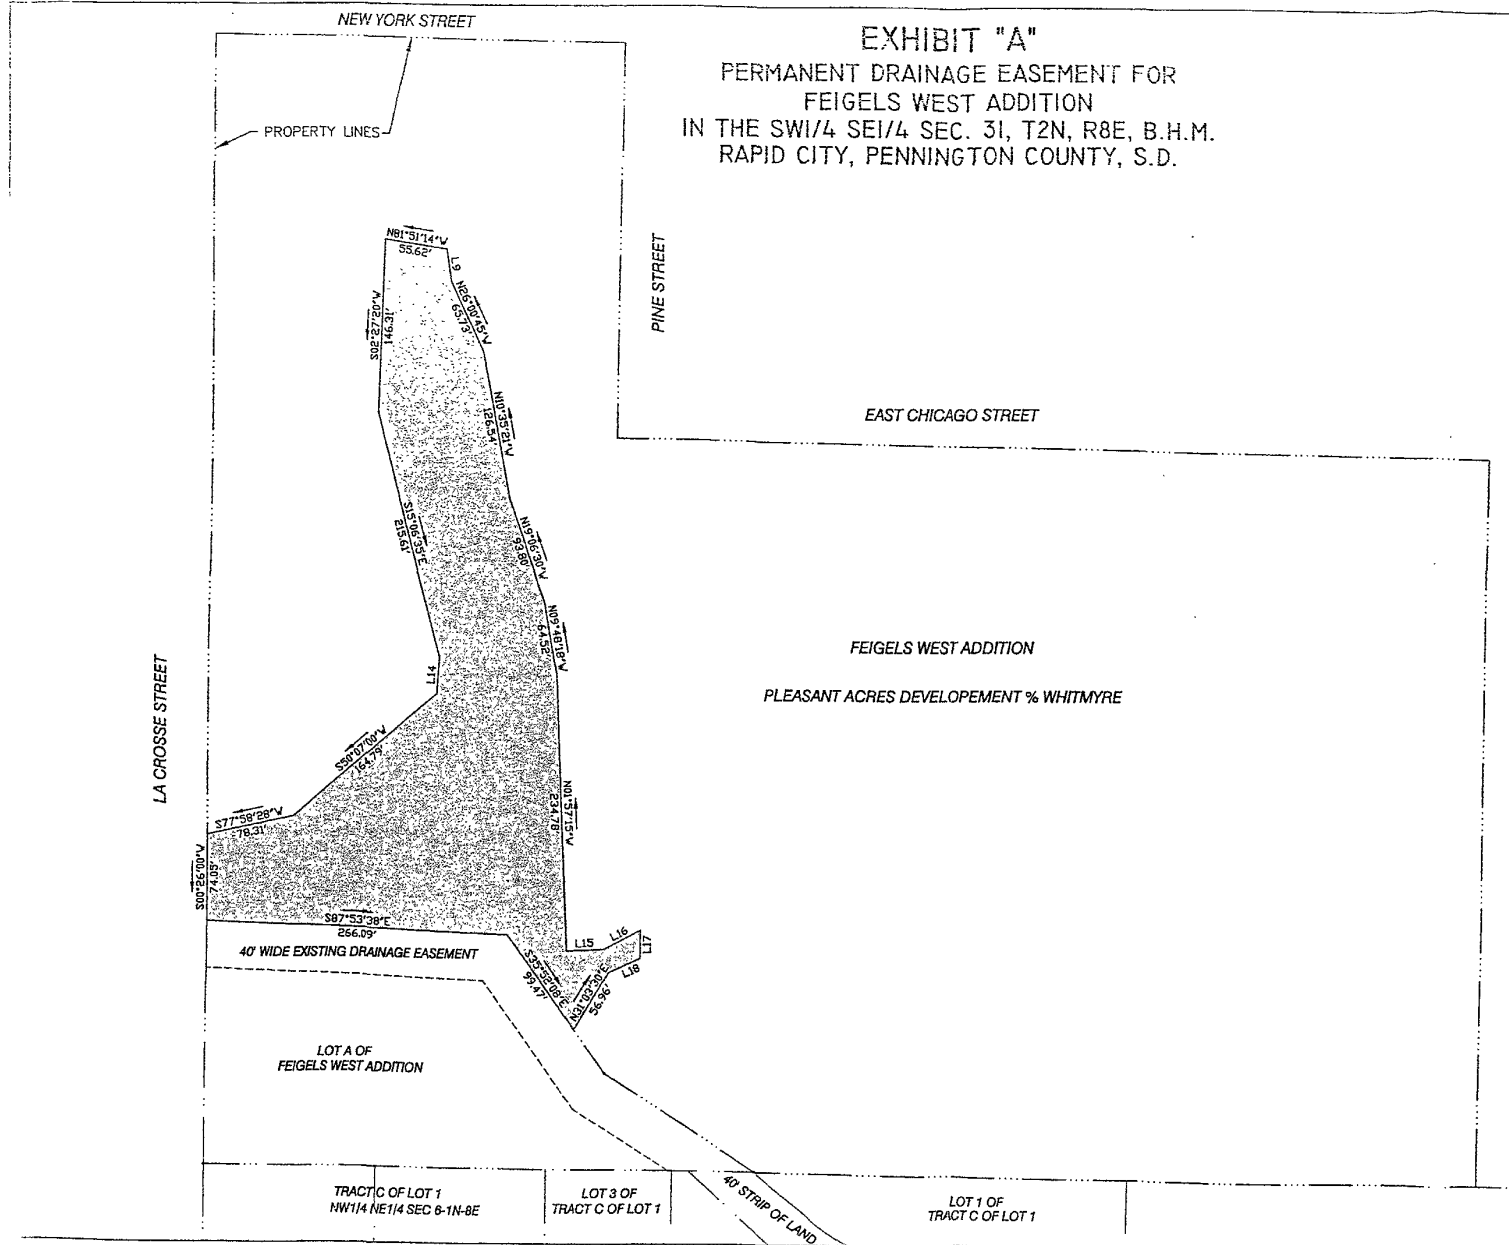 NEW YORK STREET
EXHIBIT "A"
PERMANENT DRAINAGE EASEMENT FOR
FEIGELS WEST ADDITION
IN THE SW1/4 SE1/4 SEC. 31, T2N, R8E, B.H.M.
RAPID CITY, PENNINGTON COUNTY, S.D.
PROPERTY LINES
N81°51'14"W
55.62'
L9
N26°00'45"W
65.73'
PINE STREET
S02°27'20"W
146.31'
N10°35'21"W
126.54'
EAST CHICAGO STREET
S15°06'35"E
215.61'
N19°06'30"W
93.80'
N09°48'18"W
64.52'
FEIGELS WEST ADDITION
PLEASANT ACRES DEVELOPEMENT % WHITMYRE
L14
LA CROSSE STREET
S50°07'00"W
164.79'
S77°58'28"W
78.31'
N01°57'15"W
234.78'
S00°26'00"W
74.05'
S87°53'38"E
266.09'
40' WIDE EXISTING DRAINAGE EASEMENT
L15
L16
L17
L18
S35°52'08"E
99.47'
N31°03'30"E
56.96'
LOT A OF
FEIGELS WEST ADDITION
TRACT C OF LOT 1
NW1/4 NE1/4 SEC 6-1N-8E
LOT 3 OF
TRACT C OF LOT 1
40' STRIP OF LAND
LOT 1 OF
TRACT C OF LOT 1